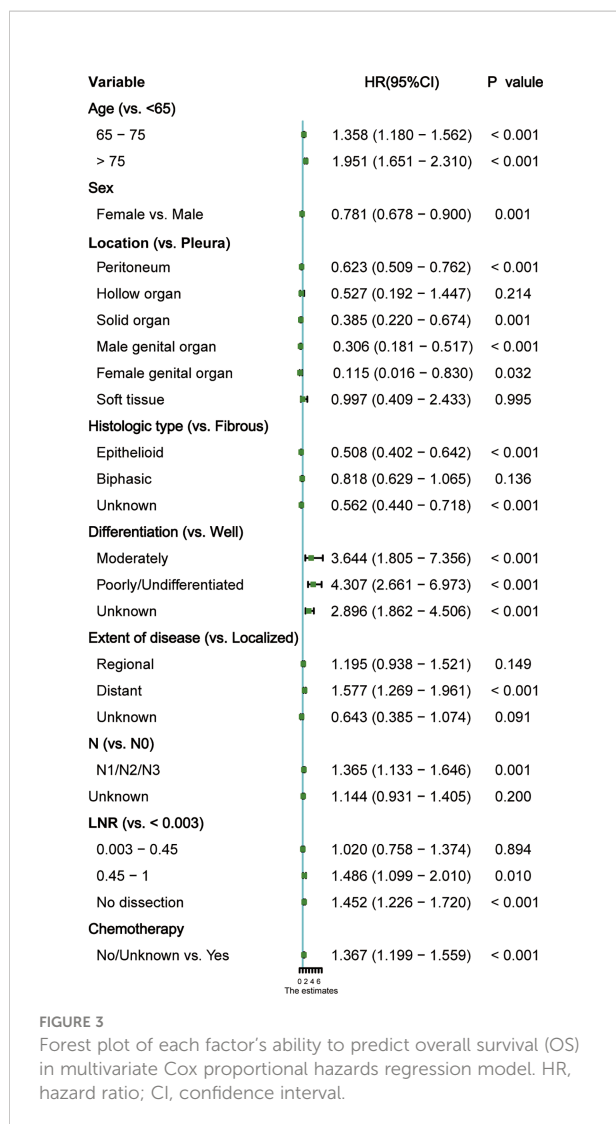 Variable HR(95%CI) P valule
Age (vs. <65)
65 − 75 1.358 (1.180 − 1.562) < 0.001
> 75 1.951 (1.651 − 2.310) < 0.001
Sex
Female vs. Male 0.781 (0.678 − 0.900) 0.001
Location (vs. Pleura)
Peritoneum 0.623 (0.509 − 0.762) < 0.001
Hollow organ 0.527 (0.192 − 1.447) 0.214
Solid organ 0.385 (0.220 − 0.674) 0.001
Male genital organ 0.306 (0.181 − 0.517) < 0.001
Female genital organ 0.115 (0.016 − 0.830) 0.032
Soft tissue 0.997 (0.409 − 2.433) 0.995
Histologic type (vs. Fibrous)
Epithelioid 0.508 (0.402 − 0.642) < 0.001
Biphasic 0.818 (0.629 − 1.065) 0.136
Unknown 0.562 (0.440 − 0.718) < 0.001
Differentiation (vs. Well)
Moderately 3.644 (1.805 − 7.356) < 0.001
Poorly/Undifferentiated 4.307 (2.661 − 6.973) < 0.001
Unknown 2.896 (1.862 − 4.506) < 0.001
Extent of disease (vs. Localized)
Regional 1.195 (0.938 − 1.521) 0.149
Distant 1.577 (1.269 − 1.961) < 0.001
Unknown 0.643 (0.385 − 1.074) 0.091
N (vs. N0)
N1/N2/N3 1.365 (1.133 − 1.646) 0.001
Unknown 1.144 (0.931 − 1.405) 0.200
LNR (vs. < 0.003)
0.003 − 0.45 1.020 (0.758 − 1.374) 0.894
0.45 − 1 1.486 (1.099 − 2.010) 0.010
No dissection 1.452 (1.226 − 1.720) < 0.001
Chemotherapy
No/Unknown vs. Yes 1.367 (1.199 − 1.559) < 0.001
0 2 4 6
The estimates
FIGURE 3
Forest plot of each factor's ability to predict overall survival (OS)
in multivariate Cox proportional hazards regression model. HR,
hazard ratio; CI, confidence interval.